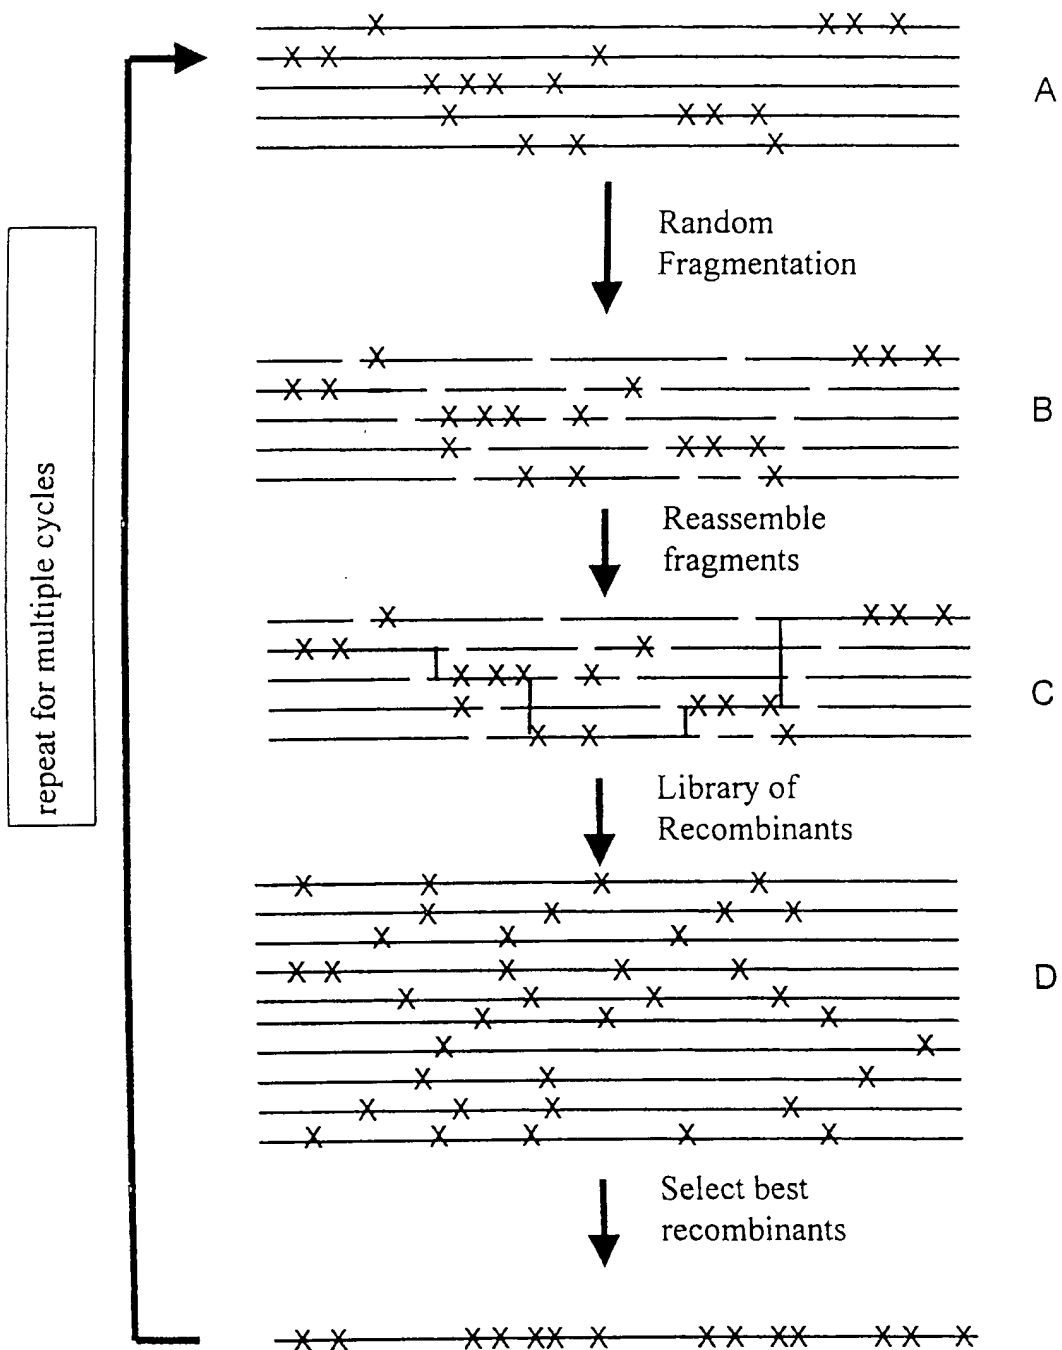 A
Random
Fragmentation
B
Reassemble
fragments
C
Library of
Recombinants
D
Select best
recombinants
repeat for multiple cycles